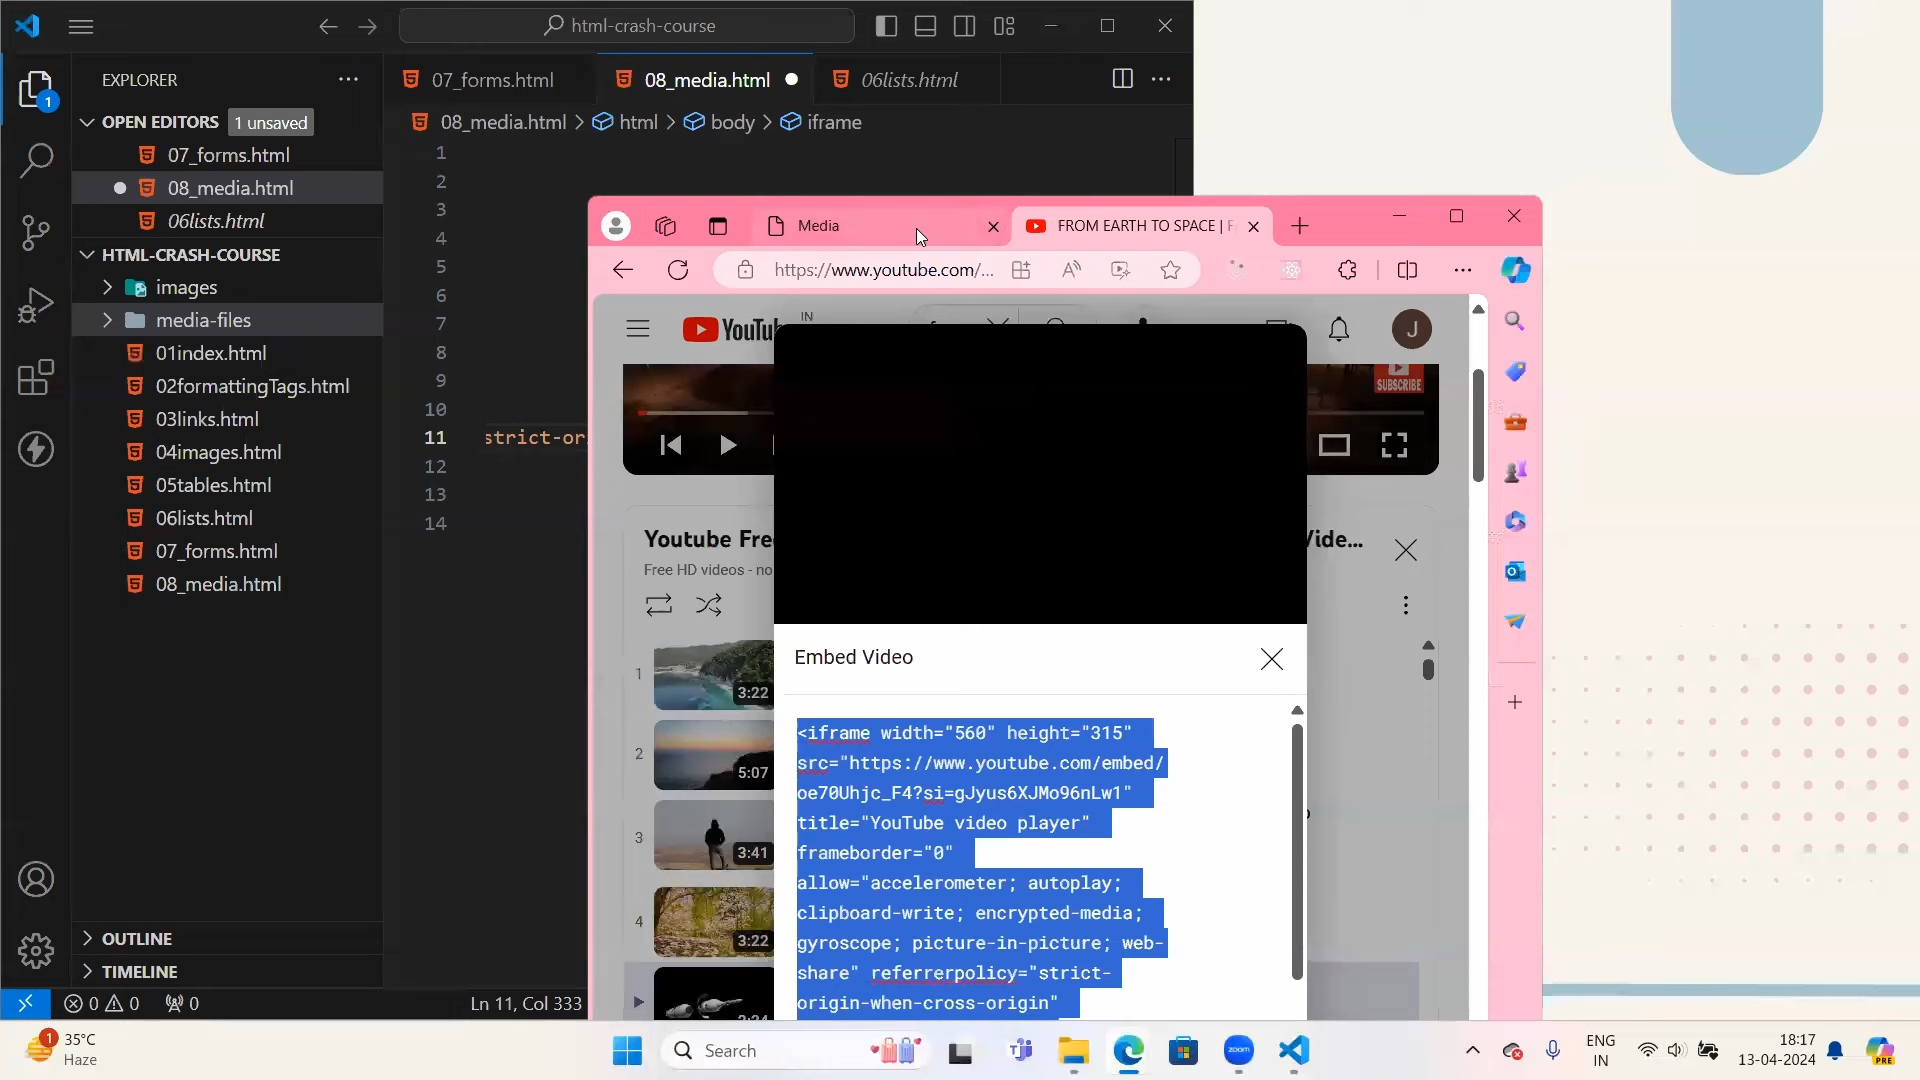 html-crash-course
EXPLORER
07_forms.html
08_media.html
06lists.html
OPEN EDITORS
1 unsaved
08_media.html > html > body > iframe
1
07_forms.html
08_media.html
06lists.html
HTML-CRASH-COURSE
images
media-files
01index.html
02formattingTags.html
03links.html
04images.html
05tables.html
06lists.html
07_forms.html
08_media.html
OUTLINE
TIMELINE
1
2
3
4
5
6
7
8
9
10
11
12
13
14
strict-or
0 0 0
Ln 11, Col 333
Media
FROM EARTH TO SPACE |
https://www.youtube.com/...
IN
J
SUBSCRIBE
Youtube Fre
Vide...
Free HD videos - no
1
3:22
2
5:07
3
3:41
4
3:22
Embed Video
<iframe width="560" height="315"
src="https://www.youtube.com/embed/
oe70Uhjc_F4?si=gJyus6XJMo96nLw1"
title="YouTube video player"
frameborder="0"
allow="accelerometer; autoplay;
clipboard-write; encrypted-media;
gyroscope; picture-in-picture; web-
share" referrerpolicy="strict-
origin-when-cross-origin"
1
35°C
Haze
Search
zoom
ENG
IN
18:17
13-04-2024
PRE